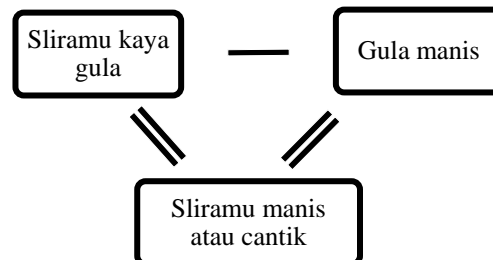 Sliramu kaya
gula
Gula manis
Sliramu manis
atau cantik